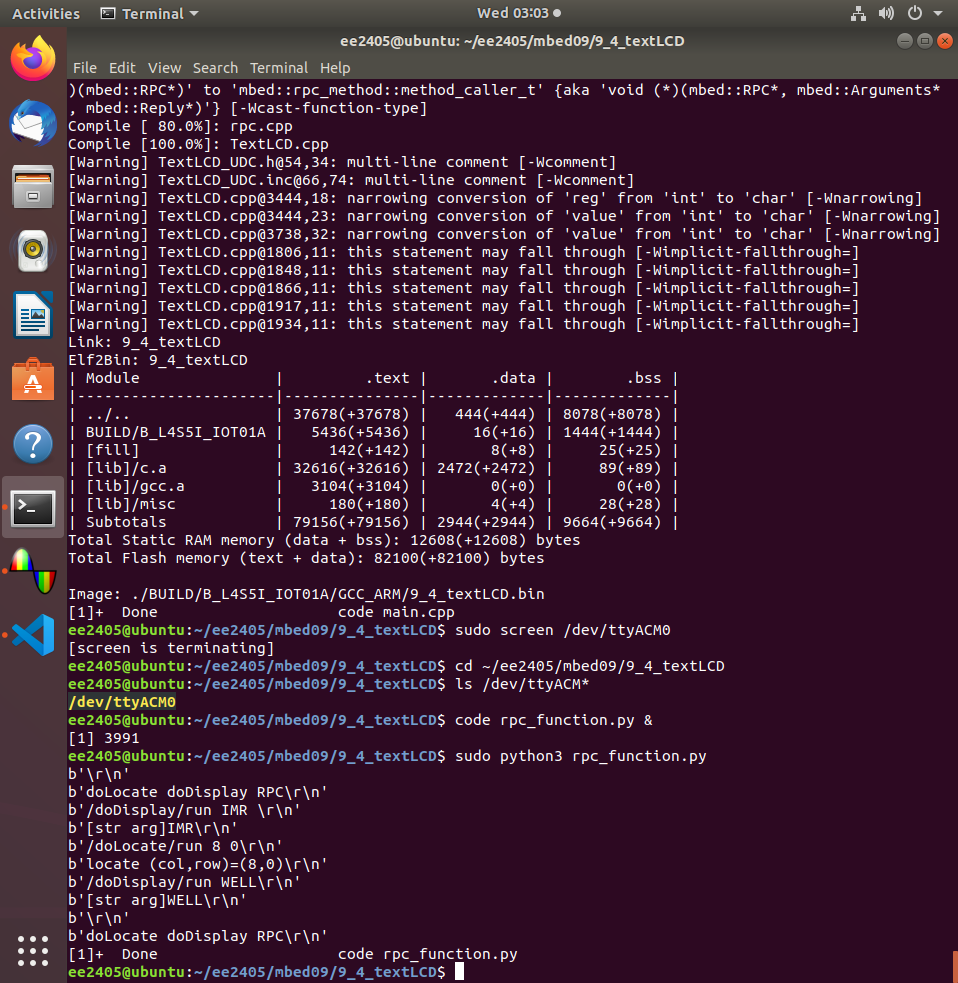 Activities Terminal Wed 03:03
ee2405@ubuntu: ~/ee2405/mbed09/9_4_textLCD
File Edit View Search Terminal Help
)(mbed::RPC*)' to 'mbed::rpc_method::method_caller_t' {aka 'void (*)(mbed::RPC*, mbed::Arguments*
, mbed::Reply*)'} [-Wcast-function-type]
Compile [ 80.0%]: rpc.cpp
Compile [100.0%]: TextLCD.cpp
[Warning] TextLCD_UDC.h@54,34: multi-line comment [-Wcomment]
[Warning] TextLCD_UDC.inc@66,74: multi-line comment [-Wcomment]
[Warning] TextLCD.cpp@3444,18: narrowing conversion of 'reg' from 'int' to 'char' [-Wnarrowing]
[Warning] TextLCD.cpp@3444,23: narrowing conversion of 'value' from 'int' to 'char' [-Wnarrowing]
[Warning] TextLCD.cpp@3738,32: narrowing conversion of 'value' from 'int' to 'char' [-Wnarrowing]
[Warning] TextLCD.cpp@1806,11: this statement may fall through [-Wimplicit-fallthrough=]
[Warning] TextLCD.cpp@1848,11: this statement may fall through [-Wimplicit-fallthrough=]
[Warning] TextLCD.cpp@1866,11: this statement may fall through [-Wimplicit-fallthrough=]
[Warning] TextLCD.cpp@1917,11: this statement may fall through [-Wimplicit-fallthrough=]
[Warning] TextLCD.cpp@1934,11: this statement may fall through [-Wimplicit-fallthrough=]
Link: 9_4_textLCD
Elf2Bin: 9_4_textLCD
| Module               |         .text |       .data |        .bss |
|----------------------|---------------|-------------|-------------|
| ../..                | 37678(+37678) |   444(+444) | 8078(+8078) |
| BUILD/B_L4S5I_IOT01A |   5436(+5436) |     16(+16) | 1444(+1444) |
| [fill]               |     142(+142) |       8(+8) |     25(+25) |
| [lib]/c.a            | 32616(+32616) | 2472(+2472) |     89(+89) |
| [lib]/gcc.a          |   3104(+3104) |       0(+0) |       0(+0) |
| [lib]/misc           |     180(+180) |       4(+4) |     28(+28) |
| Subtotals            | 79156(+79156) | 2944(+2944) | 9664(+9664) |
Total Static RAM memory (data + bss): 12608(+12608) bytes
Total Flash memory (text + data): 82100(+82100) bytes
Image: ./BUILD/B_L4S5I_IOT01A/GCC_ARM/9_4_textLCD.bin
[1]+  Done                    code main.cpp
ee2405@ubuntu:~/ee2405/mbed09/9_4_textLCD$ sudo screen /dev/ttyACM0
[screen is terminating]
ee2405@ubuntu:~/ee2405/mbed09/9_4_textLCD$ cd ~/ee2405/mbed09/9_4_textLCD
ee2405@ubuntu:~/ee2405/mbed09/9_4_textLCD$ ls /dev/ttyACM*
/dev/ttyACM0
ee2405@ubuntu:~/ee2405/mbed09/9_4_textLCD$ code rpc_function.py &
[1] 3991
ee2405@ubuntu:~/ee2405/mbed09/9_4_textLCD$ sudo python3 rpc_function.py
b'\r\n'
b'doLocate doDisplay RPC\r\n'
b'/doDisplay/run IMR \r\n'
b'[str arg]IMR\r\n'
b'/doLocate/run 8 0\r\n'
b'locate (col,row)=(8,0)\r\n'
b'/doDisplay/run WELL\r\n'
b'[str arg]WELL\r\n'
b'\r\n'
b'doLocate doDisplay RPC\r\n'
[1]+  Done                    code rpc_function.py
ee2405@ubuntu:~/ee2405/mbed09/9_4_textLCD$